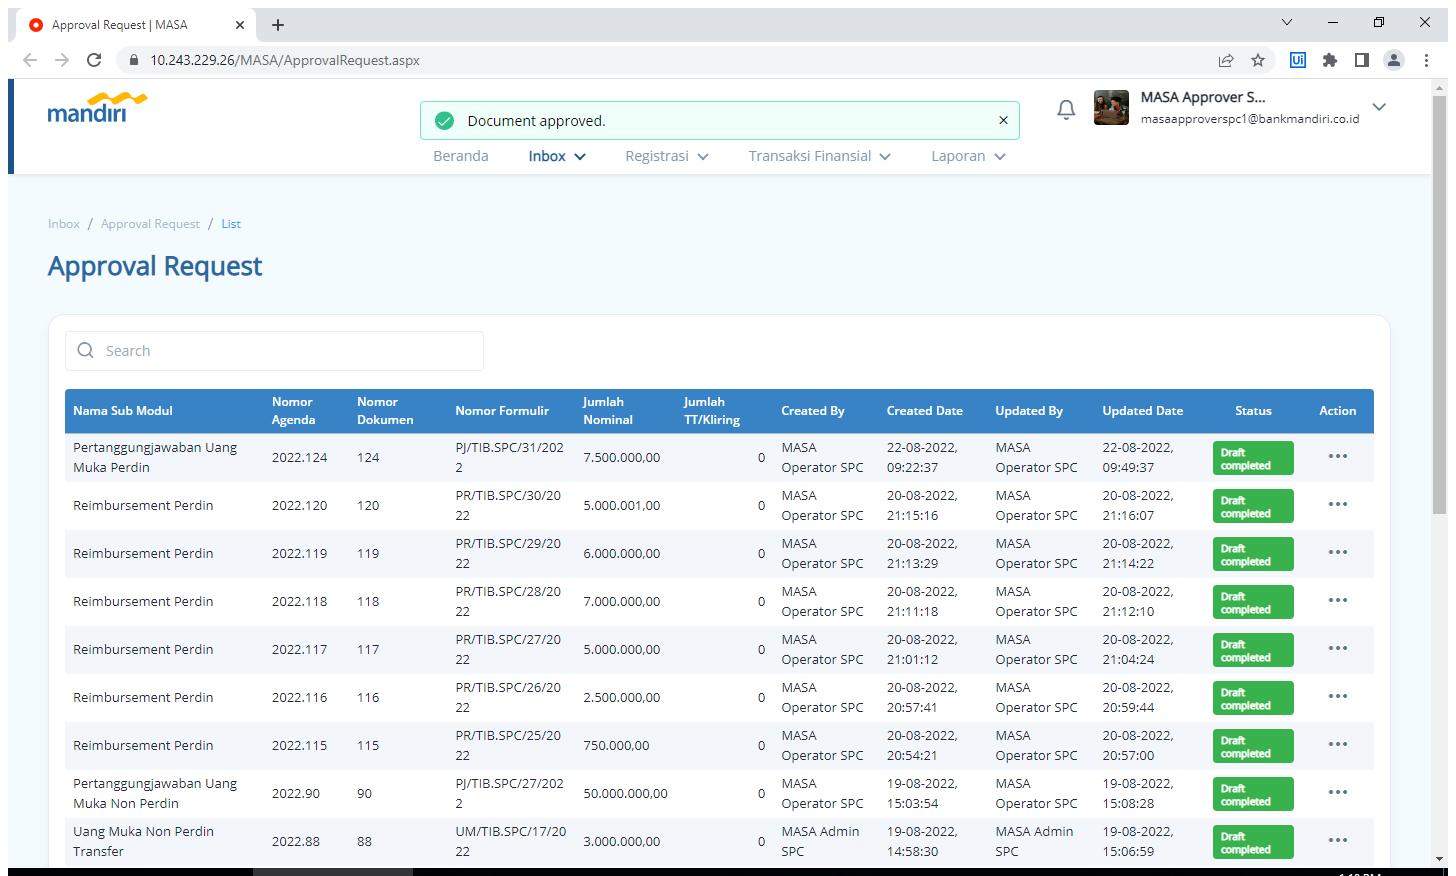 Approval Request | MASA
10.243.229.26/MASA/ApprovalRequest.aspx
Ui
mandiri
Document approved.
MASA Approver S...
masaapproverspc1@bankmandiri.co.id
Beranda Inbox Registrasi Transaksi Finansial Laporan
Inbox / Approval Request / List
Approval Request
Search
Nama Sub Modul Nomor Agenda Nomor Dokumen Nomor Formulir Jumlah Nominal Jumlah TT/Kliring Created By Created Date Updated By Updated Date Status Action
Pertanggungjawaban Uang Muka Perdin 2022.124 124 PJ/TIB.SPC/31/2022 7.500.000,00 0 MASA Operator SPC 22-08-2022, 09:22:37 MASA Operator SPC 22-08-2022, 09:49:37 Draft completed
Reimbursement Perdin 2022.120 120 PR/TIB.SPC/30/2022 5.000.001,00 0 MASA Operator SPC 20-08-2022, 21:15:16 MASA Operator SPC 20-08-2022, 21:16:07 Draft completed
Reimbursement Perdin 2022.119 119 PR/TIB.SPC/29/2022 6.000.000,00 0 MASA Operator SPC 20-08-2022, 21:13:29 MASA Operator SPC 20-08-2022, 21:14:22 Draft completed
Reimbursement Perdin 2022.118 118 PR/TIB.SPC/28/2022 7.000.000,00 0 MASA Operator SPC 20-08-2022, 21:11:18 MASA Operator SPC 20-08-2022, 21:12:10 Draft completed
Reimbursement Perdin 2022.117 117 PR/TIB.SPC/27/2022 5.000.000,00 0 MASA Operator SPC 20-08-2022, 21:01:12 MASA Operator SPC 20-08-2022, 21:04:24 Draft completed
Reimbursement Perdin 2022.116 116 PR/TIB.SPC/26/2022 2.500.000,00 0 MASA Operator SPC 20-08-2022, 20:57:41 MASA Operator SPC 20-08-2022, 20:59:44 Draft completed
Reimbursement Perdin 2022.115 115 PR/TIB.SPC/25/2022 750.000,00 0 MASA Operator SPC 20-08-2022, 20:54:21 MASA Operator SPC 20-08-2022, 20:57:00 Draft completed
Pertanggungjawaban Uang Muka Non Perdin 2022.90 90 PJ/TIB.SPC/27/2022 50.000.000,00 0 MASA Operator SPC 19-08-2022, 15:03:54 MASA Operator SPC 19-08-2022, 15:08:28 Draft completed
Uang Muka Non Perdin Transfer 2022.88 88 UM/TIB.SPC/17/2022 3.000.000,00 0 MASA Admin SPC 19-08-2022, 14:58:30 MASA Admin SPC 19-08-2022, 15:06:59 Draft completed